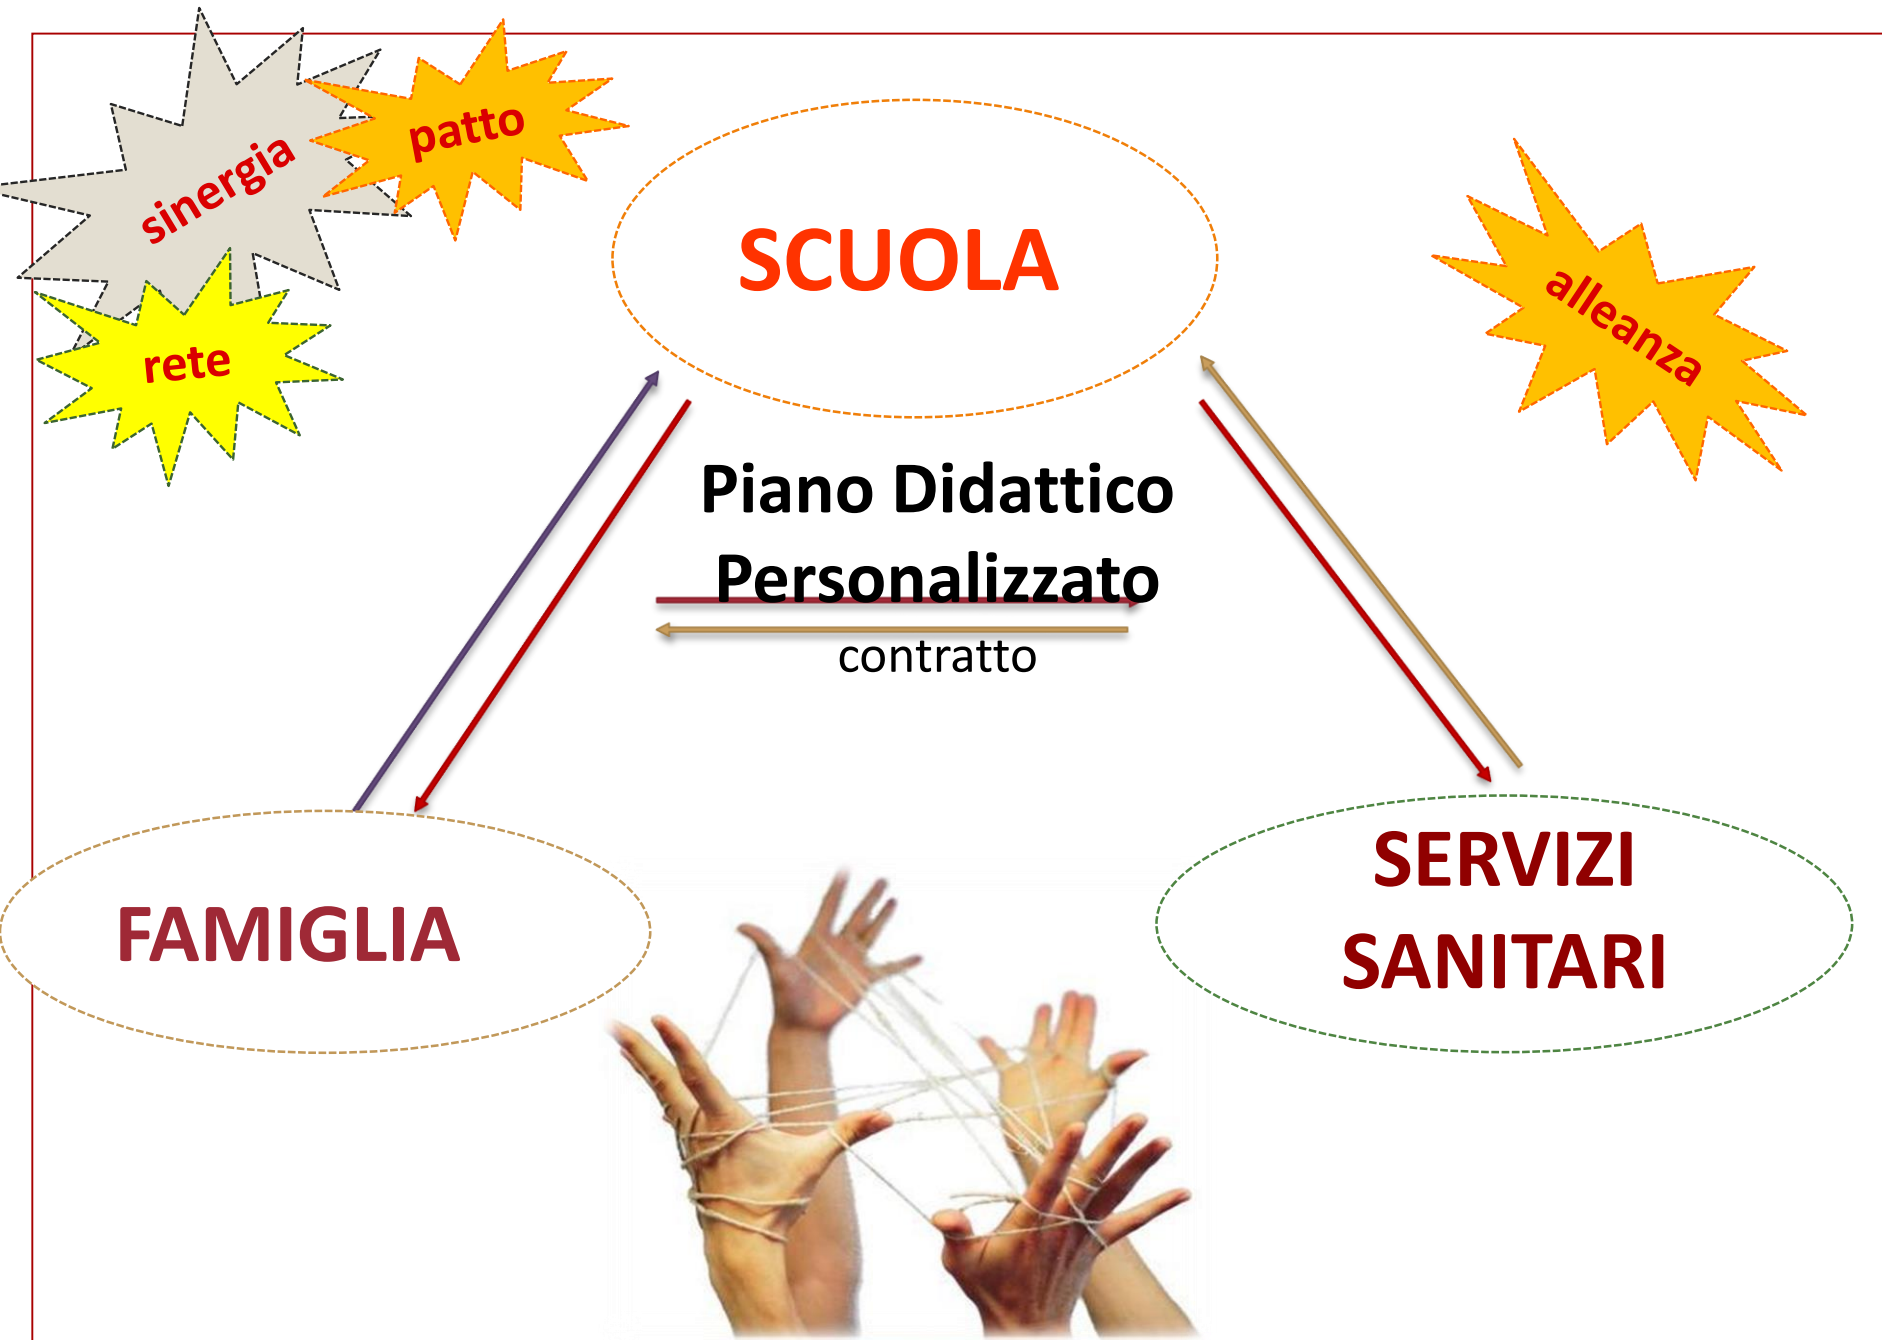 sinergia
patto
rete
SCUOLA
alleanza
Piano Didattico
Personalizzato
contratto
FAMIGLIA
SERVIZI
SANITARI